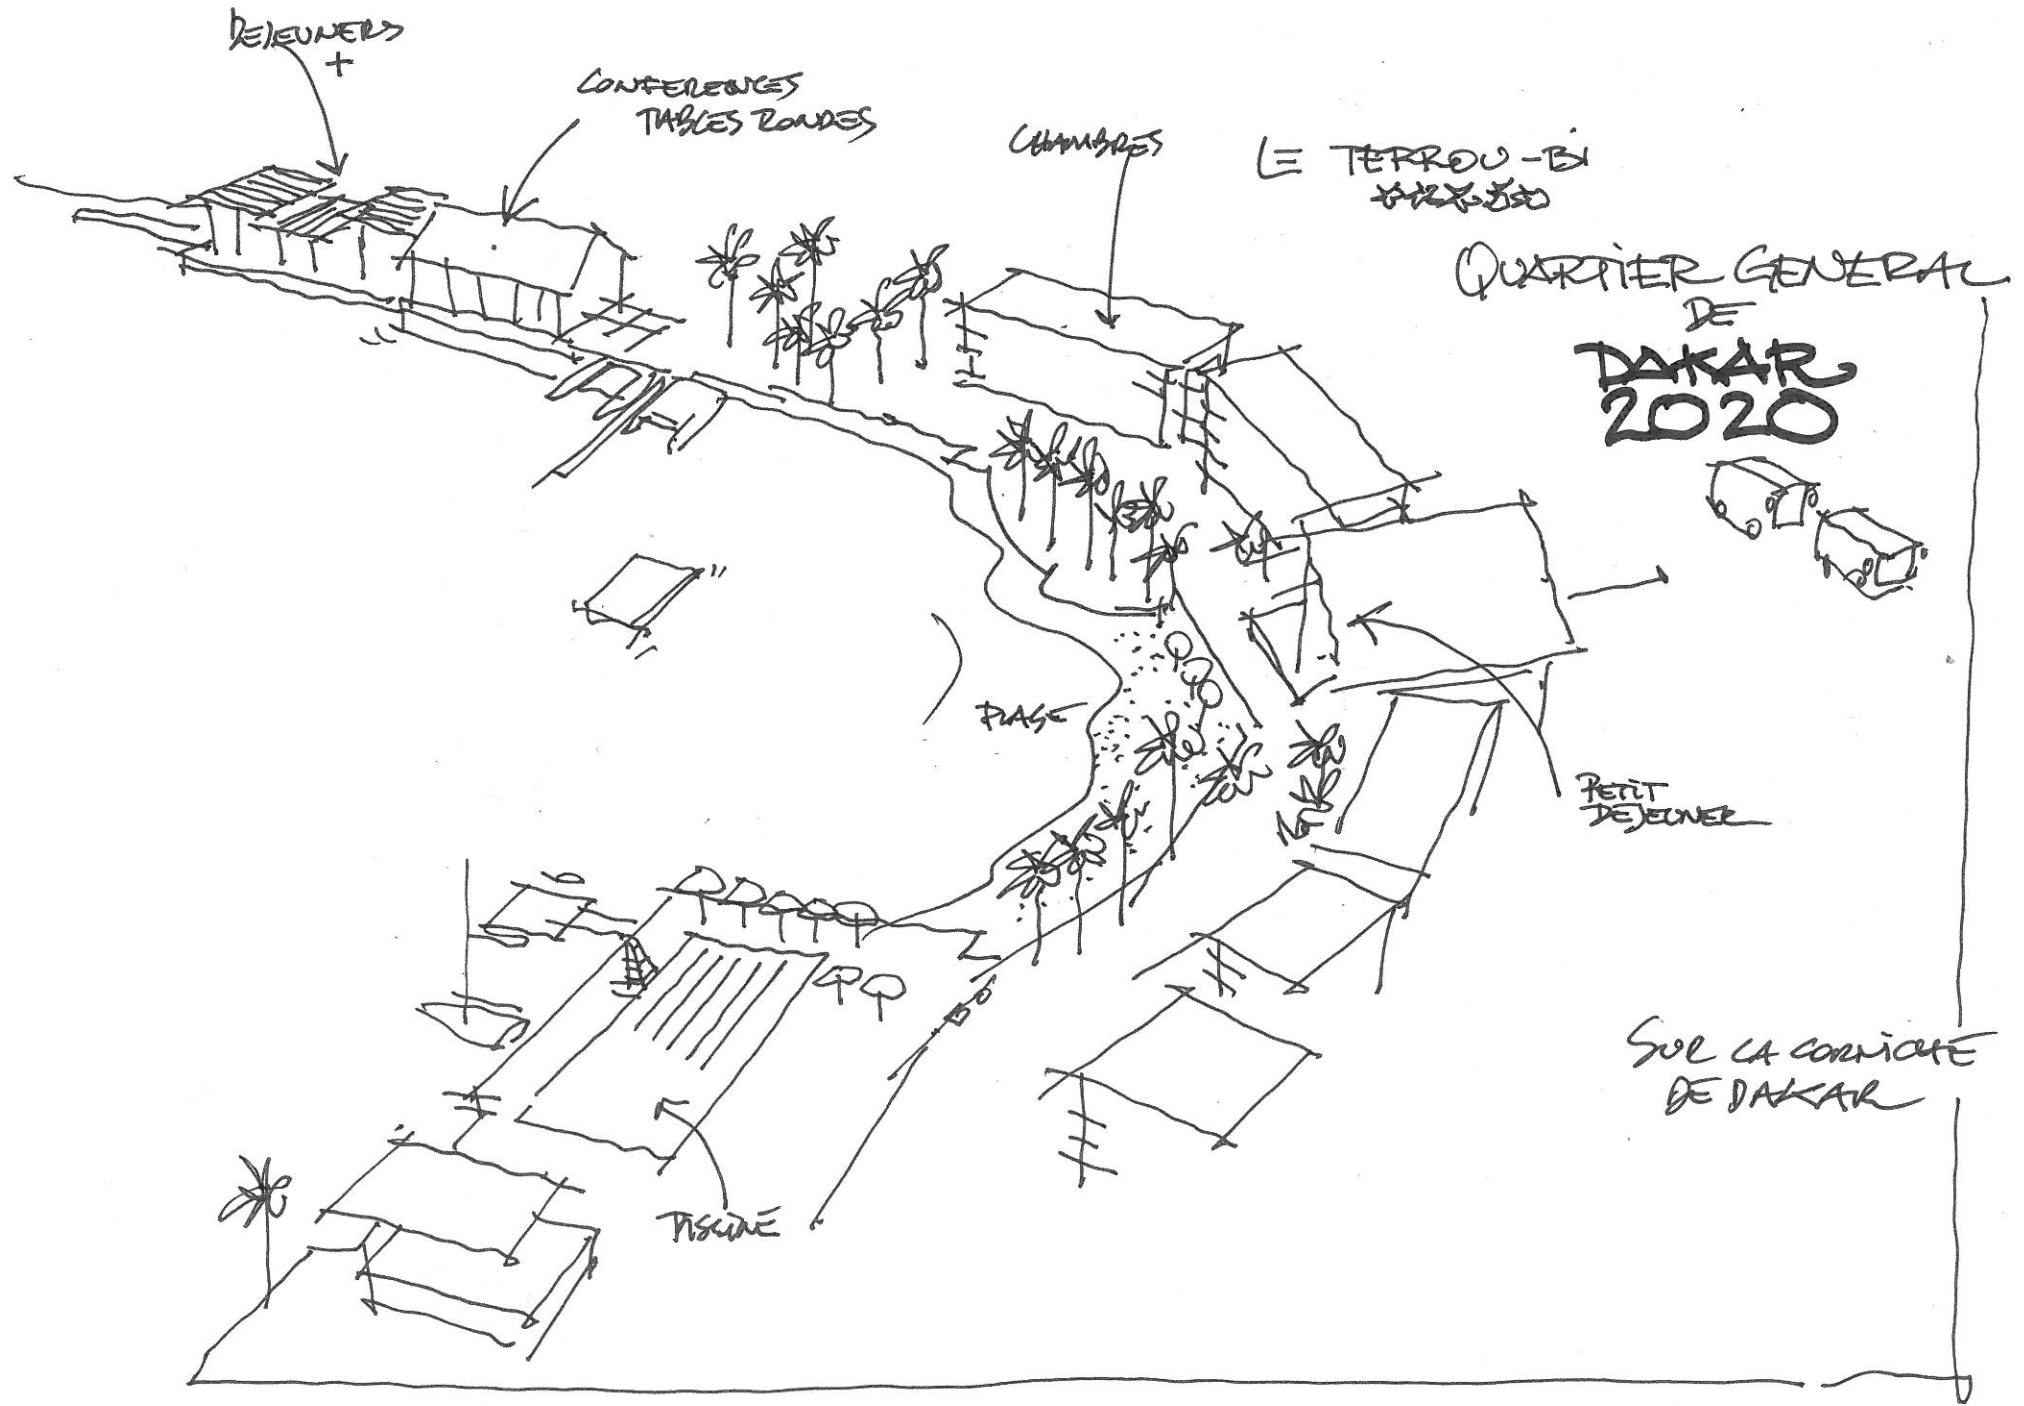 DEJEUNERS
+
CONFERENCES
TABLES RONDES
CHAMBRES
LE TERROU-BI
QUARTIER GENERAL
DE
DAKAR
2020
PLAGE
PETIT
DEJEUNER
PISCINE
SUR LA CORNICHE
DE DAKAR